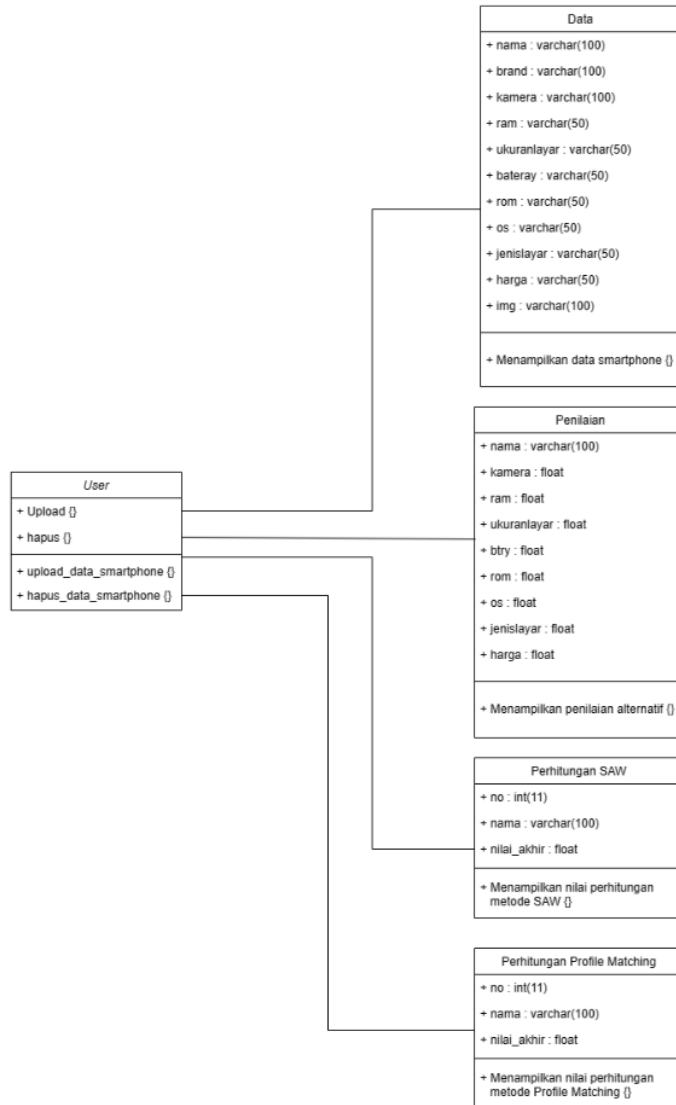 Data
+ nama : varchar(100)
+ brand : varchar(100)
+ kamera : varchar(100)
+ ram : varchar(50)
+ ukuranlayar : varchar(50)
+ bateray : varchar(50)
+ rom : varchar(50)
+ os : varchar(50)
+ jenislayar : varchar(50)
+ harga : varchar(50)
+ img : varchar(100)
+ Menampilkan data smartphone {}
Penilaian
+ nama : varchar(100)
+ kamera : float
+ ram : float
+ ukuranlayar : float
+ btry : float
+ rom : float
+ os : float
+ jenislayar : float
+ harga : float
+ Menampilkan penilaian alternatif {}
User
+ Upload {}
+ hapus {}
+ upload_data_smartphone {}
+ hapus_data_smartphone {}
Perhitungan SAW
+ no : int(11)
+ nama : varchar(100)
+ nilai_akhir : float
+ Menampilkan nilai perhitungan
metode SAW {}
Perhitungan Profile Matching
+ no : int(11)
+ nama : varchar(100)
+ nilai_akhir : float
+ Menampilkan nilai perhitungan
metode Profile Matching {}